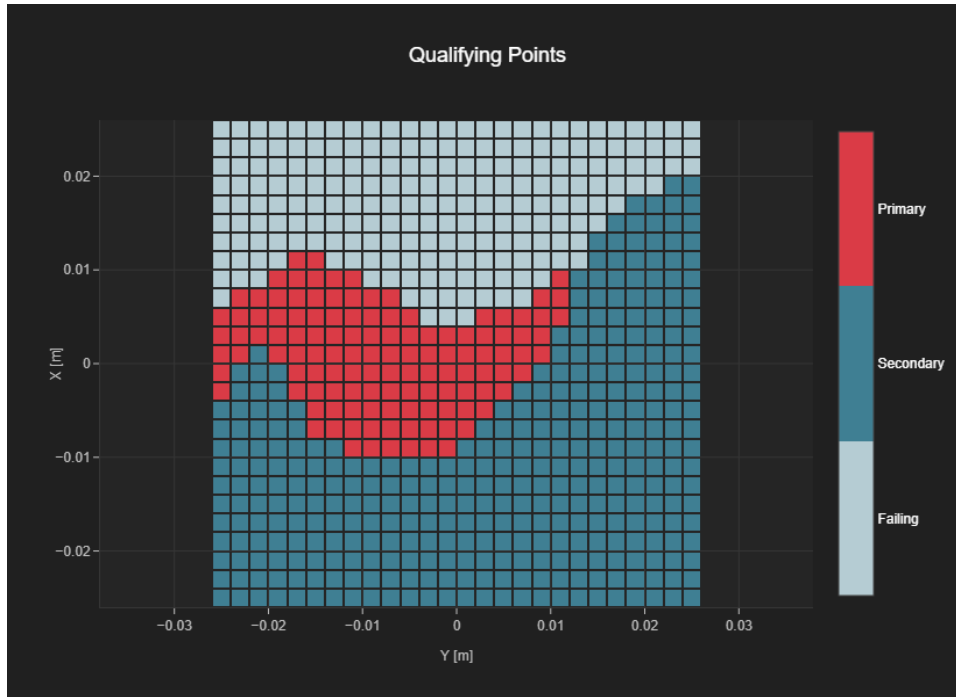 Qualifying Points
0.02
0.01
0
−0.01
−0.02
X [m]
−0.03
−0.02
−0.01
0
0.01
0.02
0.03
Y [m]
Primary
Secondary
Failing